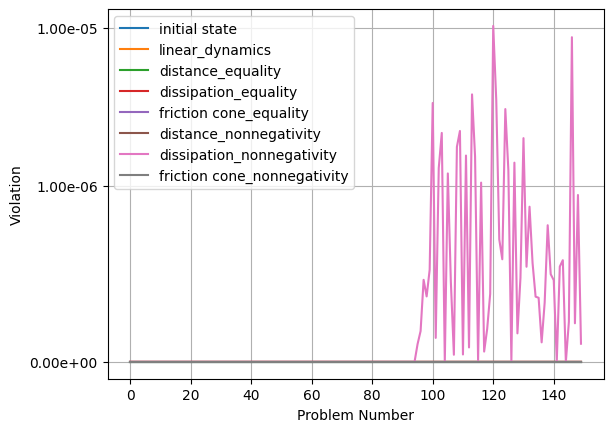 1.00e-05
1.00e-06
0.00e+00
Violation
initial state
linear_dynamics
distance_equality
dissipation_equality
friction cone_equality
distance_nonnegativity
dissipation_nonnegativity
friction cone_nonnegativity
0 20 40 60 80 100 120 140
Problem Number